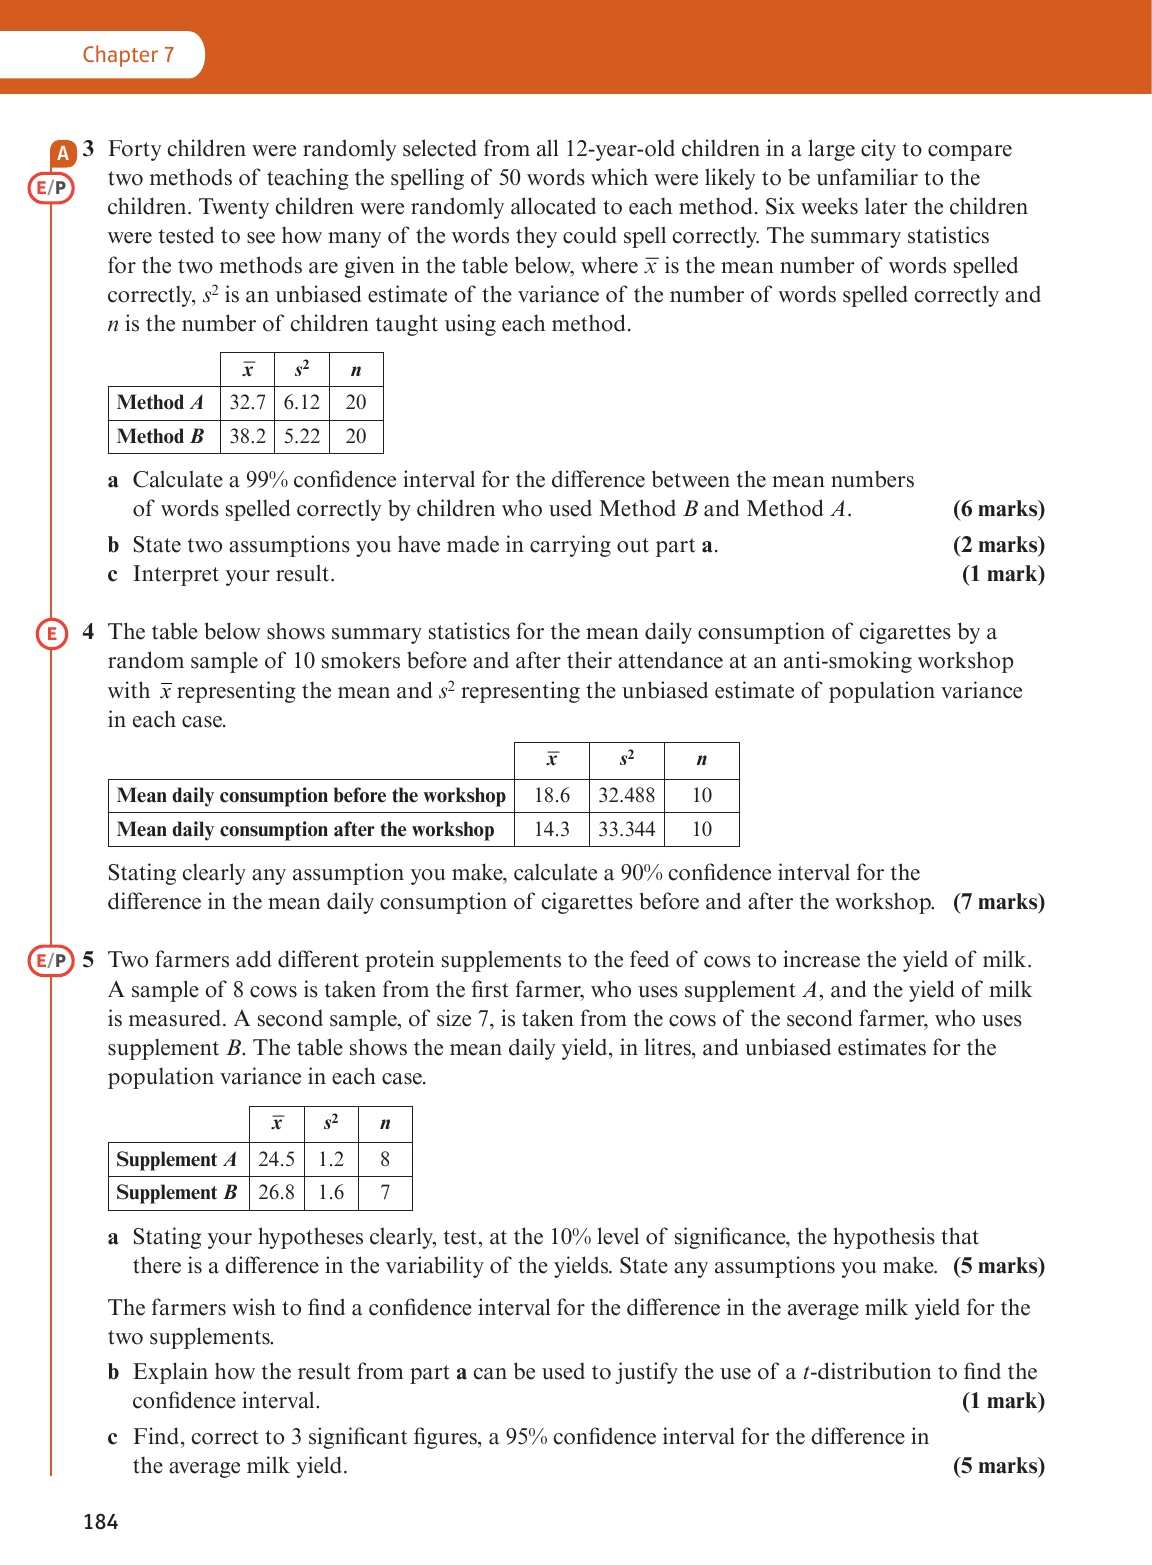 Chapter 7
A
E/P
3 Forty children were randomly selected from all 12-year-old children in a large city to compare
two methods of teaching the spelling of 50 words which were likely to be unfamiliar to the
children. Twenty children were randomly allocated to each method. Six weeks later the children
were tested to see how many of the words they could spell correctly. The summary statistics
for the two methods are given in the table below, where x̅ is the mean number of words spelled
correctly, s² is an unbiased estimate of the variance of the number of words spelled correctly and
n is the number of children taught using each method.
x̅ s² n
Method A 32.7 6.12 20
Method B 38.2 5.22 20
a Calculate a 99% confidence interval for the difference between the mean numbers
of words spelled correctly by children who used Method B and Method A. (6 marks)
b State two assumptions you have made in carrying out part a. (2 marks)
c Interpret your result. (1 mark)
E
4 The table below shows summary statistics for the mean daily consumption of cigarettes by a
random sample of 10 smokers before and after their attendance at an anti-smoking workshop
with x̅ representing the mean and s² representing the unbiased estimate of population variance
in each case.
x̅ s² n
Mean daily consumption before the workshop 18.6 32.488 10
Mean daily consumption after the workshop 14.3 33.344 10
Stating clearly any assumption you make, calculate a 90% confidence interval for the
difference in the mean daily consumption of cigarettes before and after the workshop. (7 marks)
E/P
5 Two farmers add different protein supplements to the feed of cows to increase the yield of milk.
A sample of 8 cows is taken from the first farmer, who uses supplement A, and the yield of milk
is measured. A second sample, of size 7, is taken from the cows of the second farmer, who uses
supplement B. The table shows the mean daily yield, in litres, and unbiased estimates for the
population variance in each case.
x̅ s² n
Supplement A 24.5 1.2 8
Supplement B 26.8 1.6 7
a Stating your hypotheses clearly, test, at the 10% level of significance, the hypothesis that
there is a difference in the variability of the yields. State any assumptions you make. (5 marks)
The farmers wish to find a confidence interval for the difference in the average milk yield for the
two supplements.
b Explain how the result from part a can be used to justify the use of a t-distribution to find the
confidence interval. (1 mark)
c Find, correct to 3 significant figures, a 95% confidence interval for the difference in
the average milk yield. (5 marks)
184